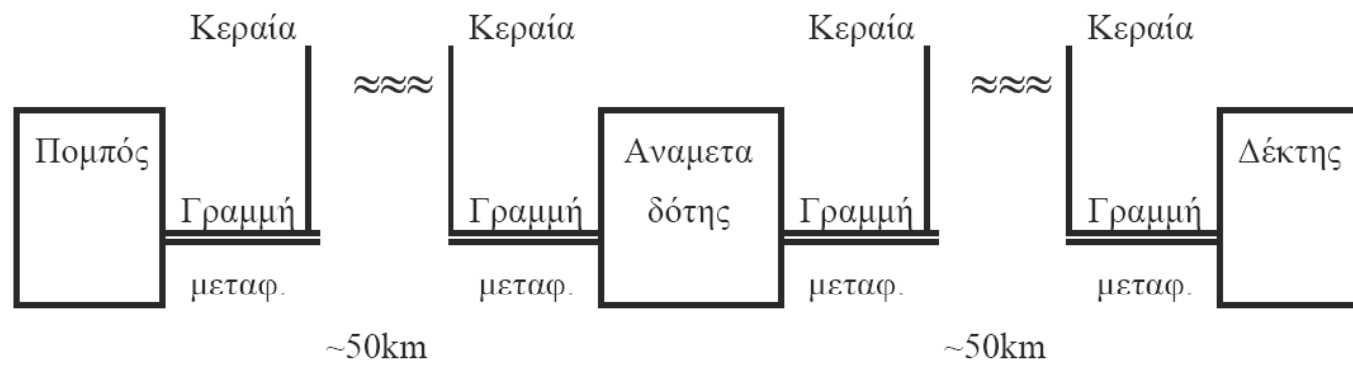 Κεραία Κεραία Κεραία Κεραία
≈≈≈ ≈≈≈
Πομπός Αναμετα Δέκτης
Γραμμή Γραμμή δότης Γραμμή Γραμμή
μεταφ. μεταφ. μεταφ. μεταφ.
~50km ~50km